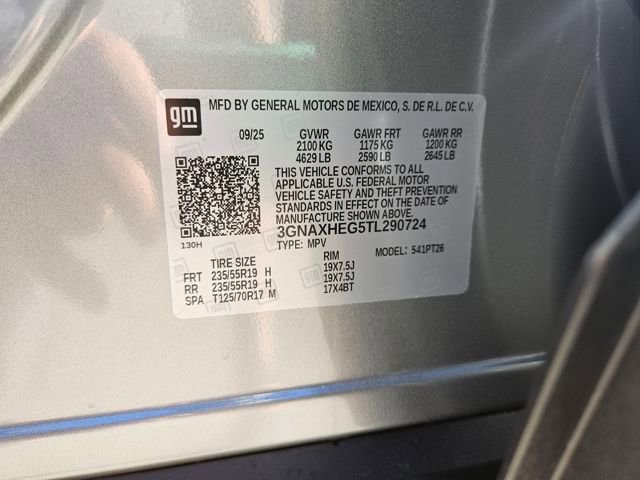 gm
MFD BY GENERAL MOTORS DE MEXICO, S. DE R.L. DE C.V.
09/25 GVWR GAWR FRT GAWR RR
2100 KG 1175 KG 1200 KG
4629 LB 2590 LB 2645 LB
THIS VEHICLE CONFORMS TO ALL
APPLICABLE U.S. FEDERAL MOTOR
VEHICLE SAFETY AND THEFT PREVENTION
STANDARDS IN EFFECT ON THE DATE OF
MANUFACTURE SHOWN ABOVE.
3GNAXHEG5TL290724
130H
TYPE: MPV MODEL: 541PT26
TIRE SIZE RIM
FRT 235/55R19 H 19X7.5J
RR 235/55R19 H 19X7.5J
SPA T125/70R17 M 17X4BT